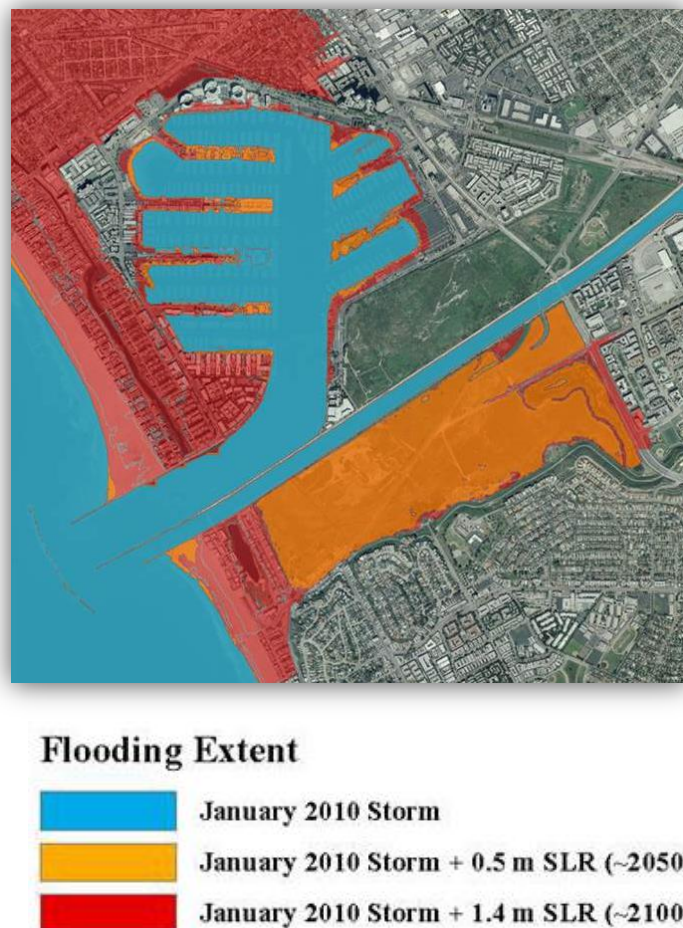 Flooding Extent
January 2010 Storm
January 2010 Storm + 0.5 m SLR (~2050
January 2010 Storm + 1.4 m SLR (~2100